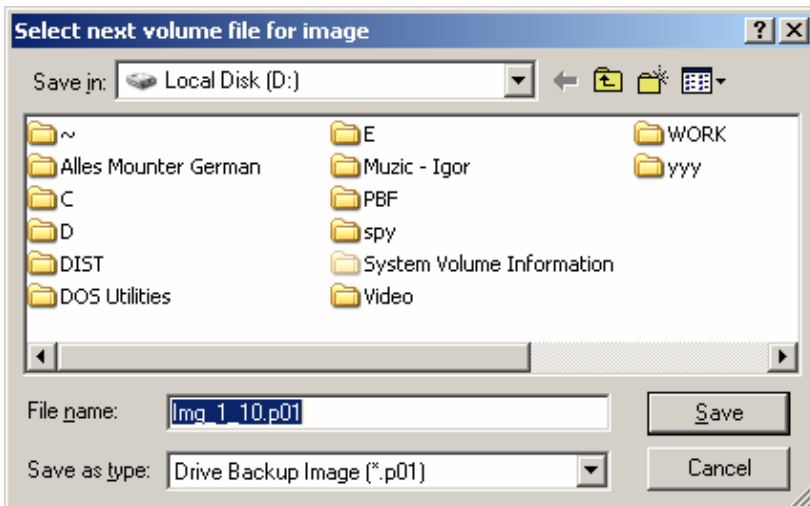 Select next volume file for image
Save in: Local Disk (D:)
~ E WORK
Alles Mounter German Muzic - Igor yyy
C PBF
D spy
DIST System Volume Information
DOS Utilities Video
File name: Img_1_10.p01 Save
Save as type: Drive Backup Image (*.p01) Cancel